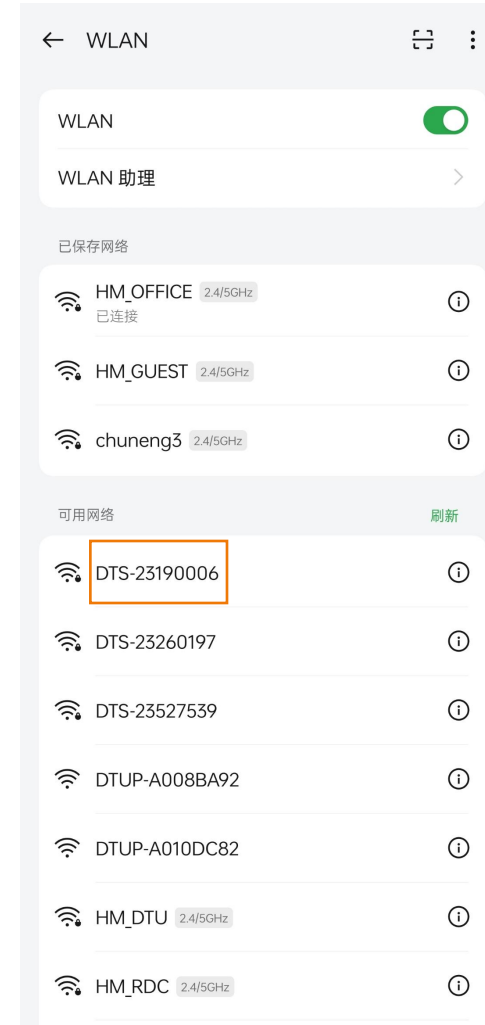 WLAN
WLAN
WLAN 助理
已保存网络
HM_OFFICE 2.4/5GHz
已连接
HM_GUEST 2.4/5GHz
chuneng3 2.4/5GHz
可用网络 刷新
DTS-23190006
DTS-23260197
DTS-23527539
DTUP-A008BA92
DTUP-A010DC82
HM_DTU 2.4/5GHz
HM_RDC 2.4/5GHz